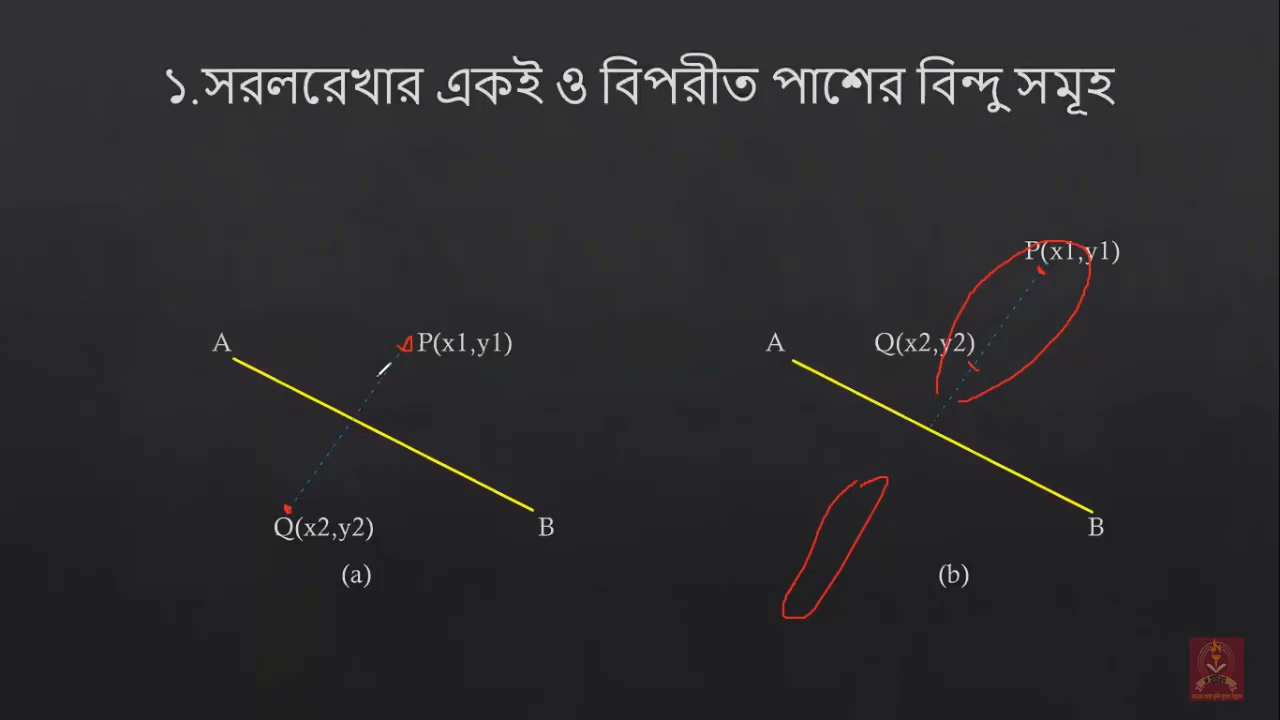 ১.সরলরেখার একই ও বিপরীত পাশের বিন্দু সমূহ
P(x1,y1)
A
P(x1,y1)
A
Q(x2,y2)
Q(x2,y2)
B
B
(a)
(b)